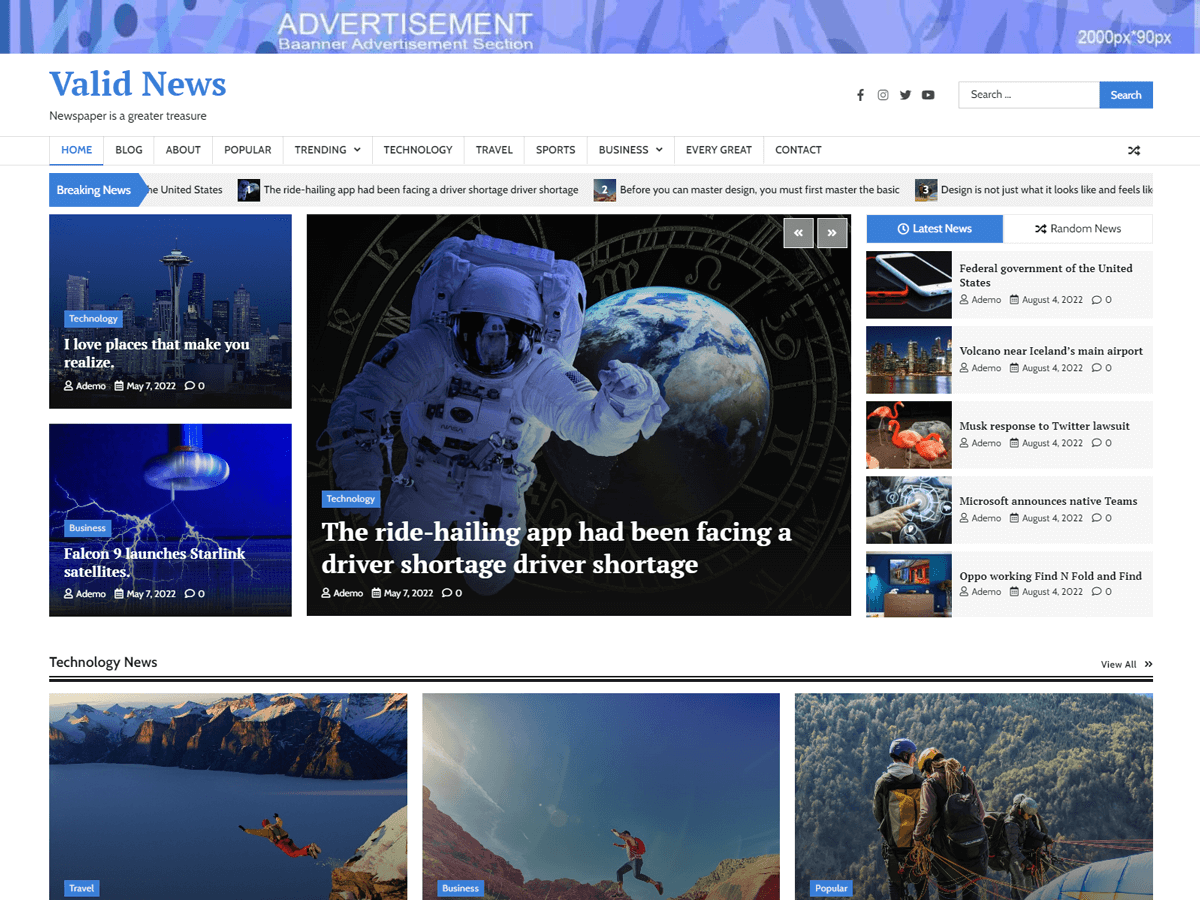 ADVERTISEMENT
Baanner Advertisement Section
2000px*90px
Valid News
Newspaper is a greater treasure
Search ...
Search
HOME BLOG ABOUT POPULAR TRENDING TECHNOLOGY TRAVEL SPORTS BUSINESS EVERY GREAT CONTACT
Breaking News he United States 1 The ride-hailing app had been facing a driver shortage driver shortage 2 Before you can master design, you must first master the basic 3 Design is not just what it looks like and feels lik
Technology
I love places that make you
realize.
Ademo May 7, 2022 0
Business
Falcon 9 launches Starlink
satellites.
Ademo May 7, 2022 0
Technology
The ride-hailing app had been facing a
driver shortage driver shortage
Ademo May 7, 2022 0
Latest News Random News
Federal government of the United
States
Ademo August 4, 2022 0
Volcano near Iceland's main airport
Ademo August 4, 2022 0
Musk response to Twitter lawsuit
Ademo August 4, 2022 0
Microsoft announces native Teams
Ademo August 4, 2022 0
Oppo working Find N Fold and Find
Ademo August 4, 2022 0
Technology News
View All
Travel
Business
Popular